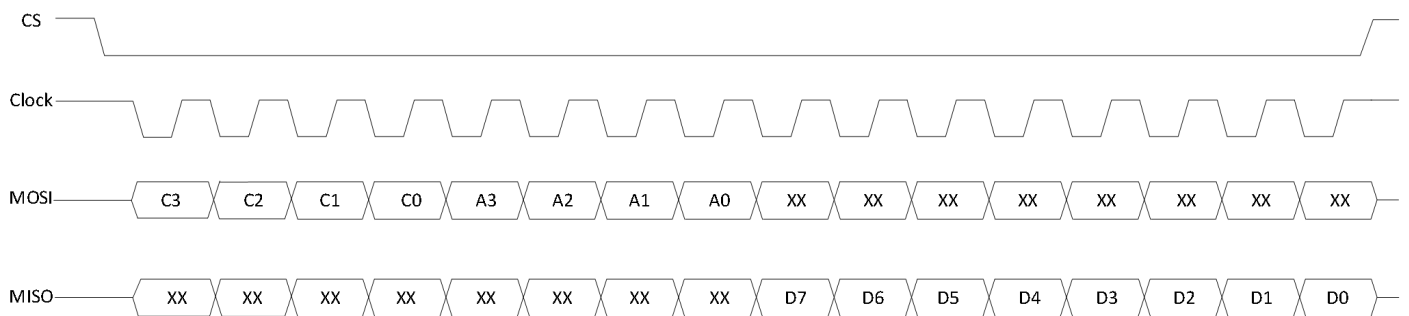 CS
Clock
MOSI C3 C2 C1 C0 A3 A2 A1 A0 XX XX XX XX XX XX XX XX
MISO XX XX XX XX XX XX XX XX D7 D6 D5 D4 D3 D2 D1 D0